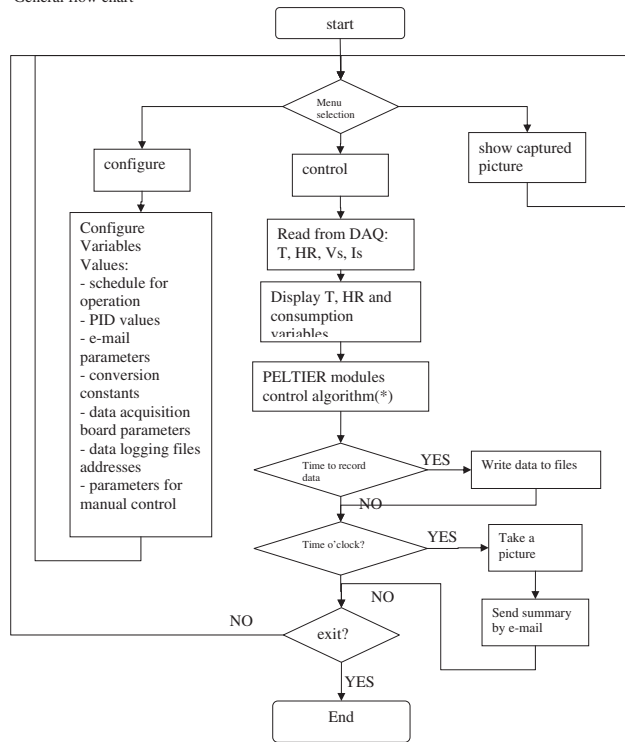 General flow chart
start
Menu
selection
configure
control
show captured
picture
Configure
Variables
Values:
- schedule for
operation
- PID values
- e-mail
parameters
- conversion
constants
- data acquisition
board parameters
- data logging files
addresses
- parameters for
manual control
Read from DAQ:
T, HR, Vs, Is
Display T, HR and
consumption
variables
PELTIER modules
control algorithm(*)
Time to record
data
YES
Write data to files
NO
Time o'clock?
YES
Take a
picture
NO
Send summary
by e-mail
NO
exit?
YES
End